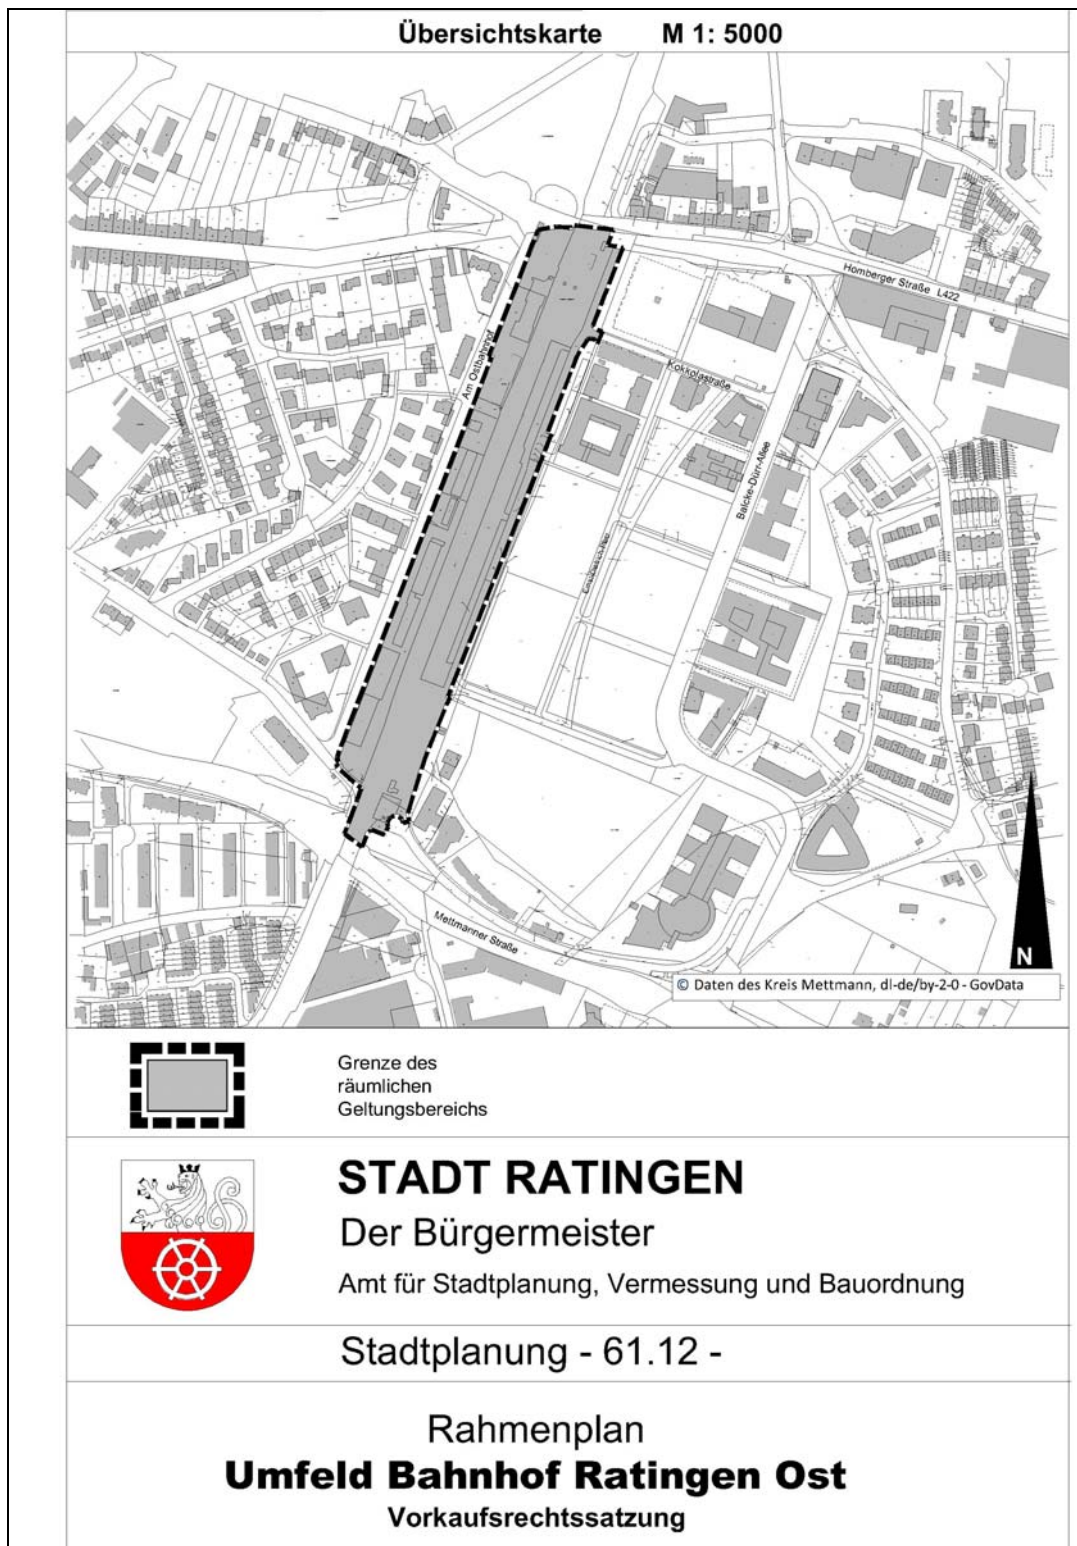 Übersichtskarte M 1: 5000
Homberger Straße L422
Am Ostbahnhof
Kokkolastraße
Balcke-Dürr-Allee
Mettmanner Straße
N
© Daten des Kreis Mettmann, dl-de/by-2-0 - GovData
Grenze des
räumlichen
Geltungsbereichs
STADT RATINGEN
Der Bürgermeister
Amt für Stadtplanung, Vermessung und Bauordnung
Stadtplanung - 61.12 -
Rahmenplan
Umfeld Bahnhof Ratingen Ost
Vorkaufsrechtssatzung